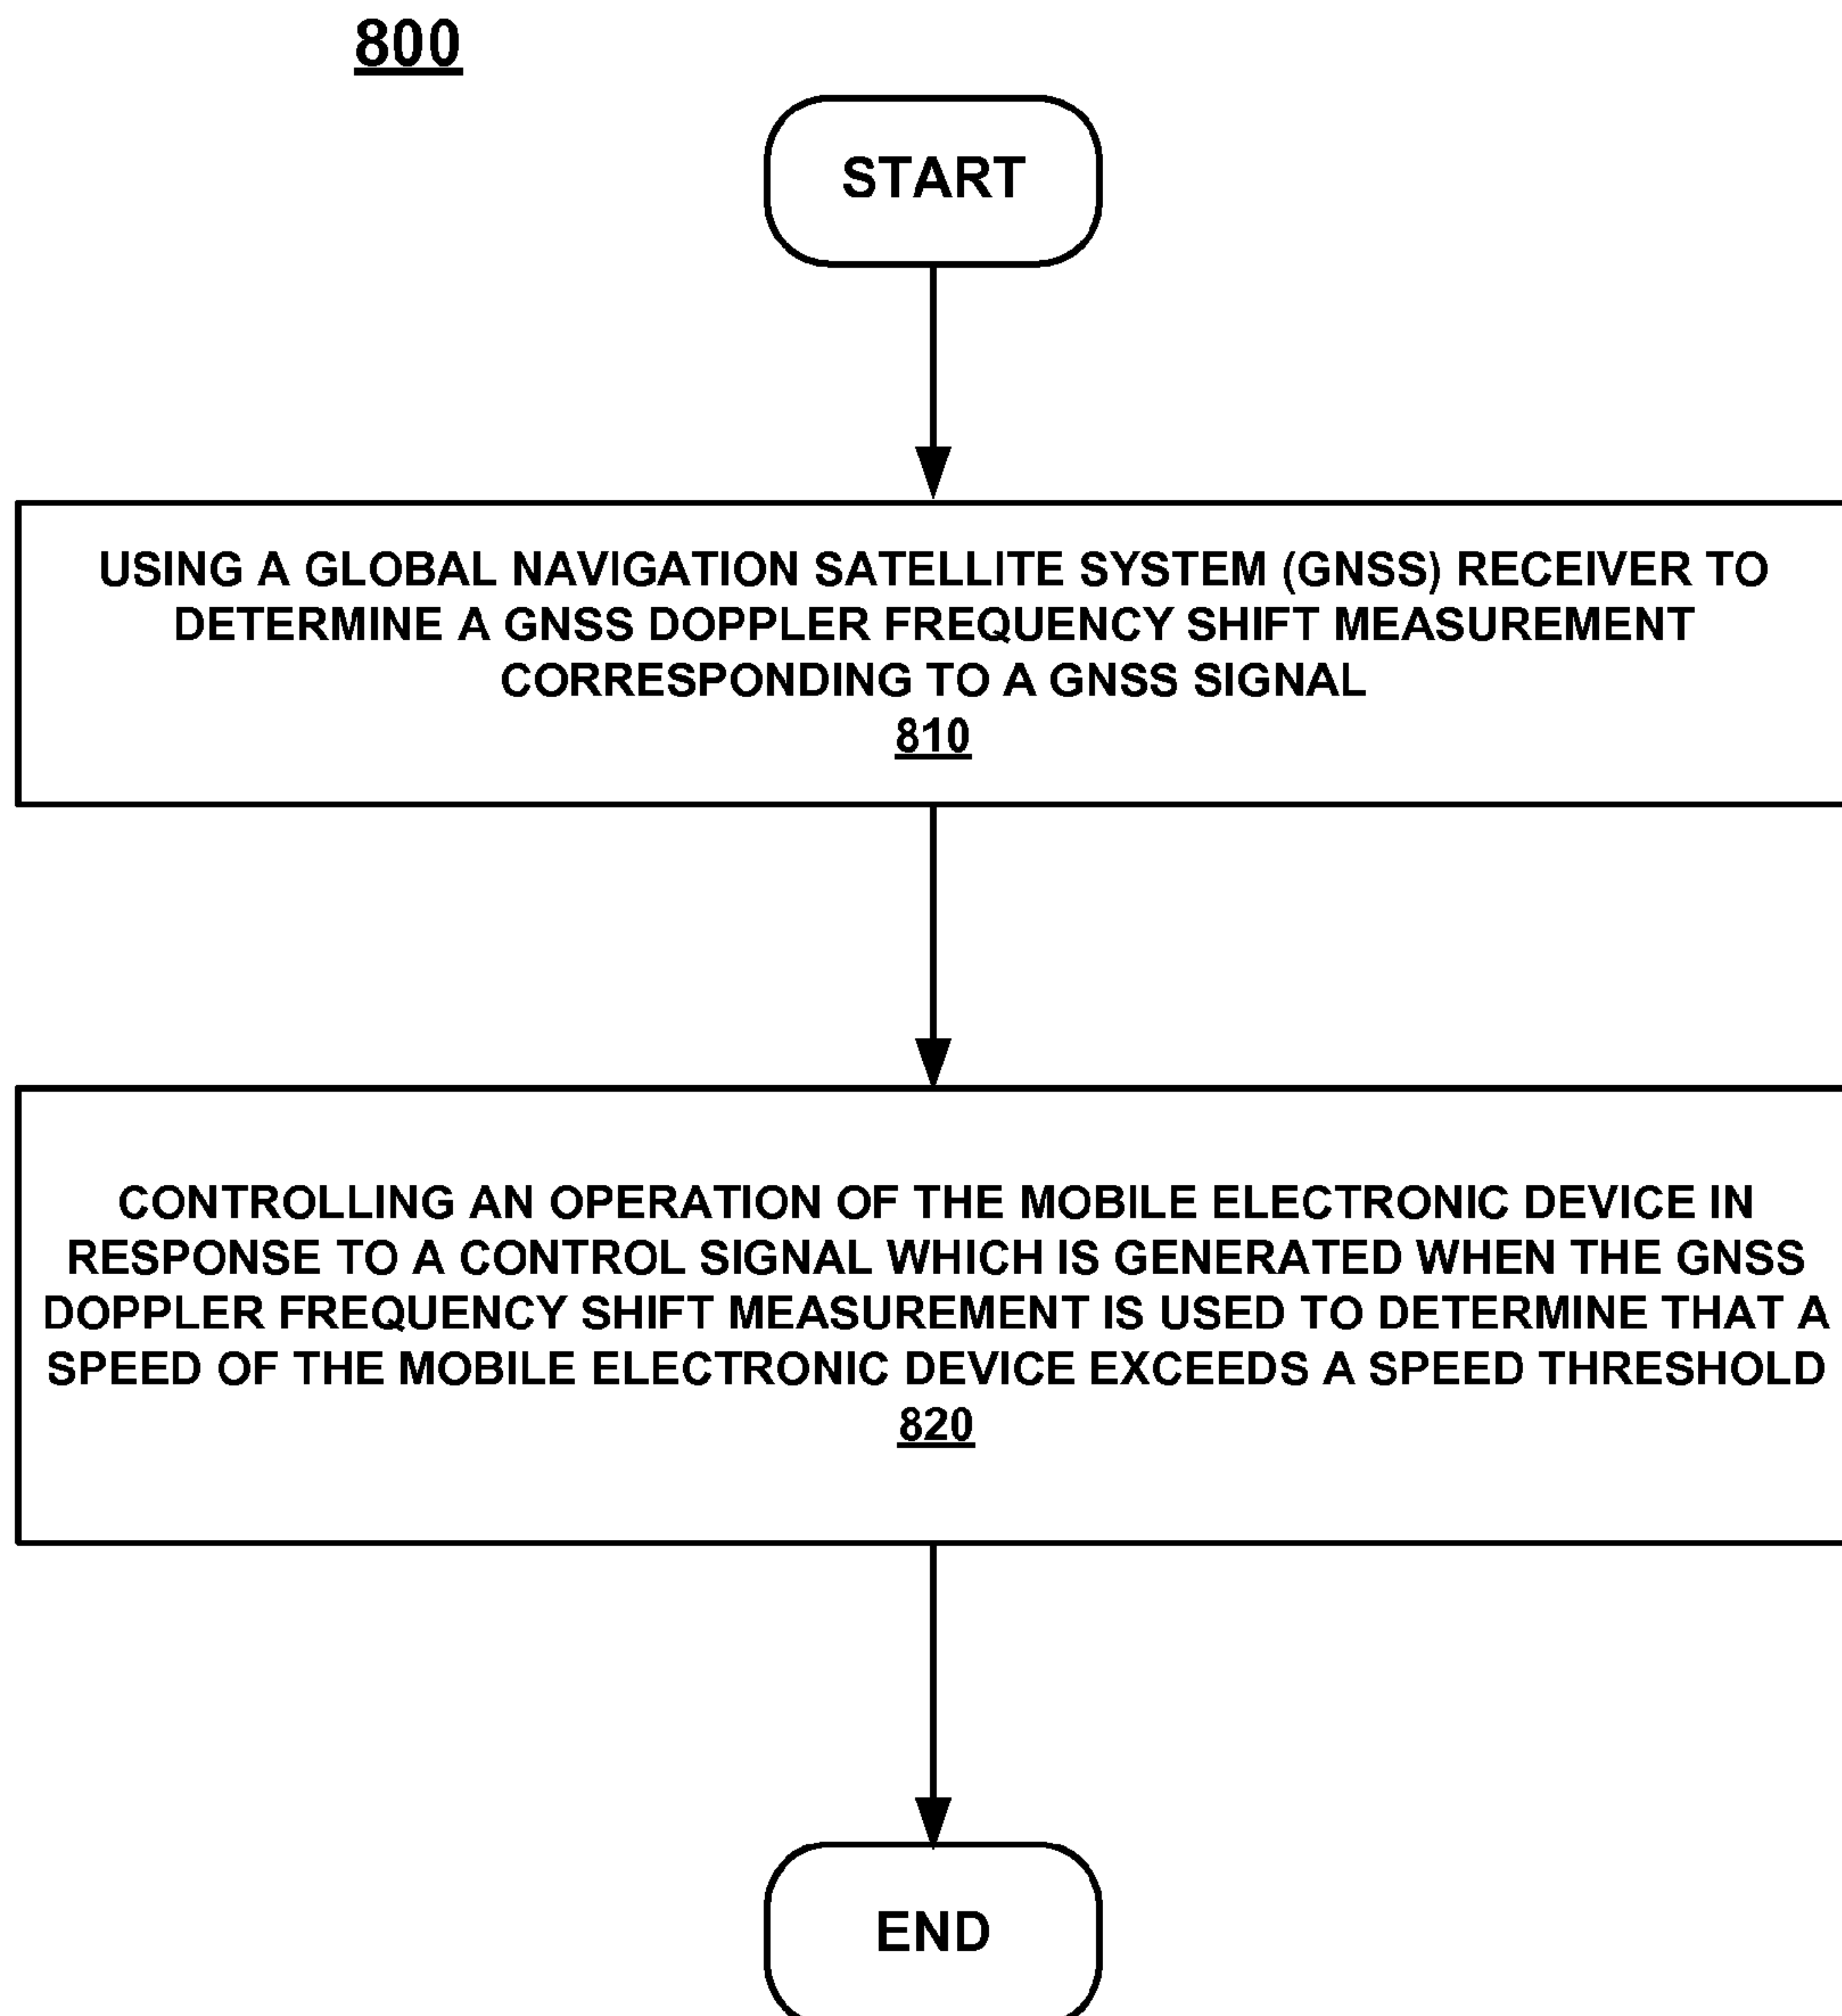 800
START
USING A GLOBAL NAVIGATION SATELLITE SYSTEM (GNSS) RECEIVER TO
DETERMINE A GNSS DOPPLER FREQUENCY SHIFT MEASUREMENT
CORRESPONDING TO A GNSS SIGNAL
810
CONTROLLING AN OPERATION OF THE MOBILE ELECTRONIC DEVICE IN
RESPONSE TO A CONTROL SIGNAL WHICH IS GENERATED WHEN THE GNSS
DOPPLER FREQUENCY SHIFT MEASUREMENT IS USED TO DETERMINE THAT A
SPEED OF THE MOBILE ELECTRONIC DEVICE EXCEEDS A SPEED THRESHOLD
820
END